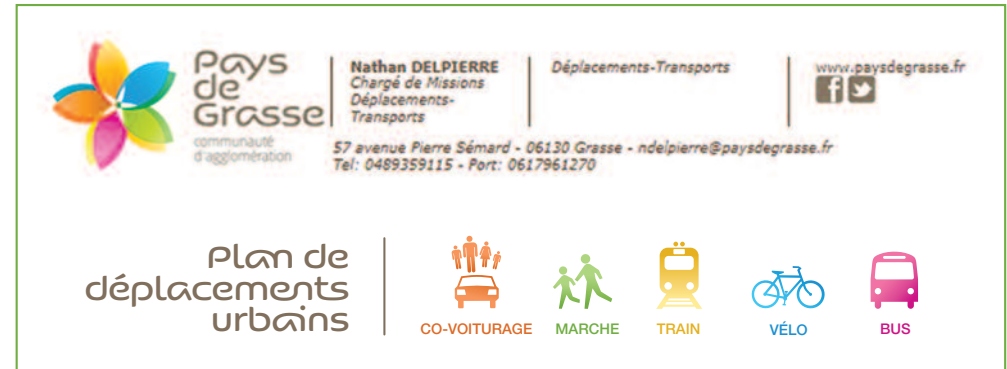 Pays
de
Grasse
communauté
d'agglomération
Nathan DELPIERRE
Chargé de Missions
Déplacements-
Transports
Déplacements-Transports
www.paysdegrasse.fr
57 avenue Pierre Sémard - 06130 Grasse - ndelpierre@paysdegrasse.fr
Tel: 0489359115 - Port: 0617961270
Plan de
déplacements
urbains
CO-VOITURAGE
MARCHE
TRAIN
VÉLO
BUS